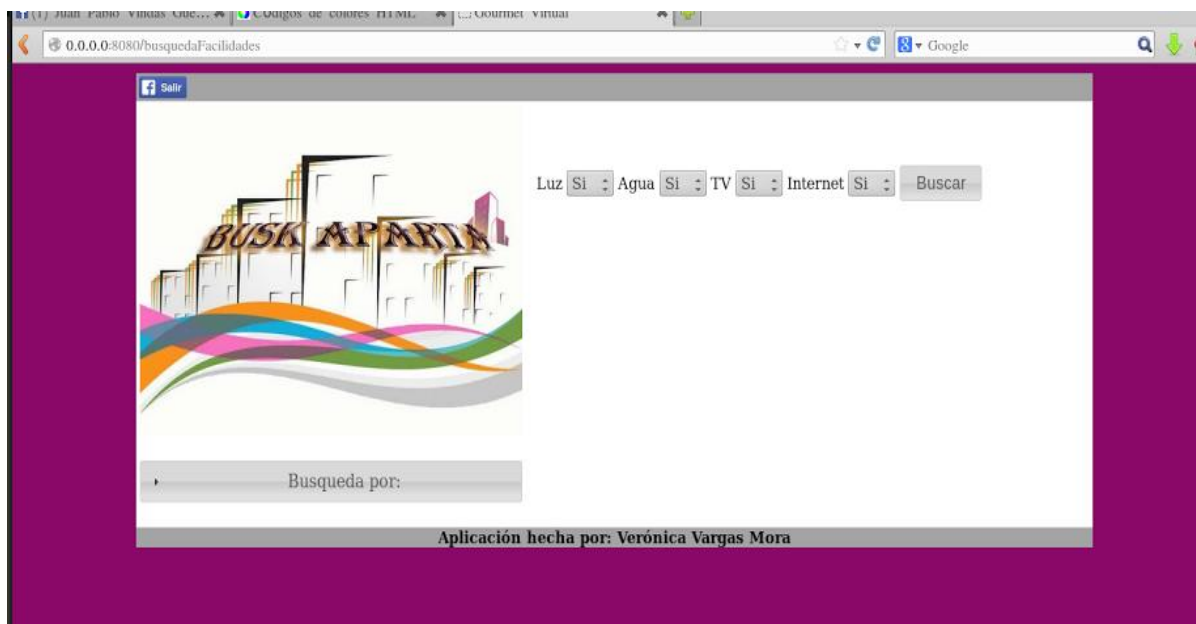 (1) Juan Pablo Vindas Gue... Códigos de colores HTML Gourmet Virtual
0.0.0.0:8080/busquedaFacilidades Google
Salir
BUSK APARTA
Luz Si Agua Si TV Si Internet Si Buscar
Busqueda por:
Aplicación hecha por: Verónica Vargas Mora